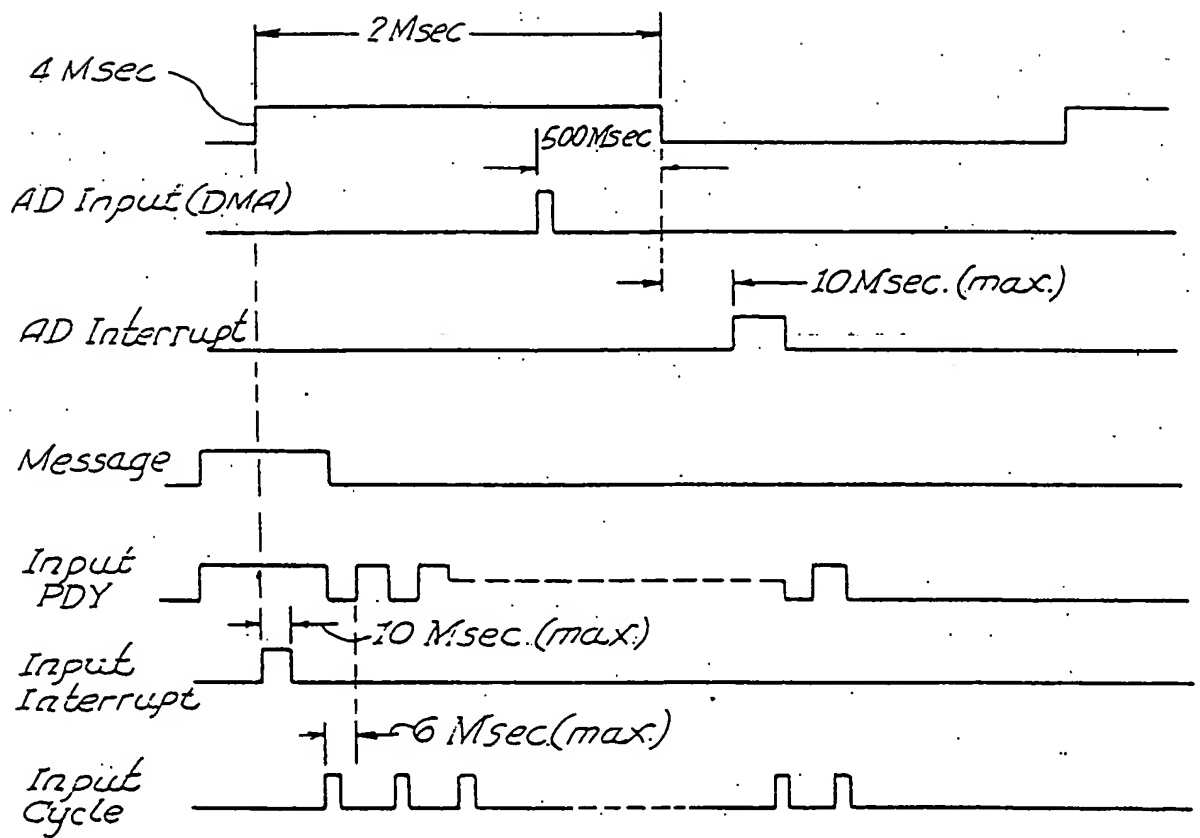 2 Msec
4 Msec
500 Msec
AD Input (DMA)
10 Msec. (max.)
AD Interrupt
Message
Input
PDY
10 Msec. (max.)
Input
Interrupt
6 Msec. (max.)
Input
Cycle